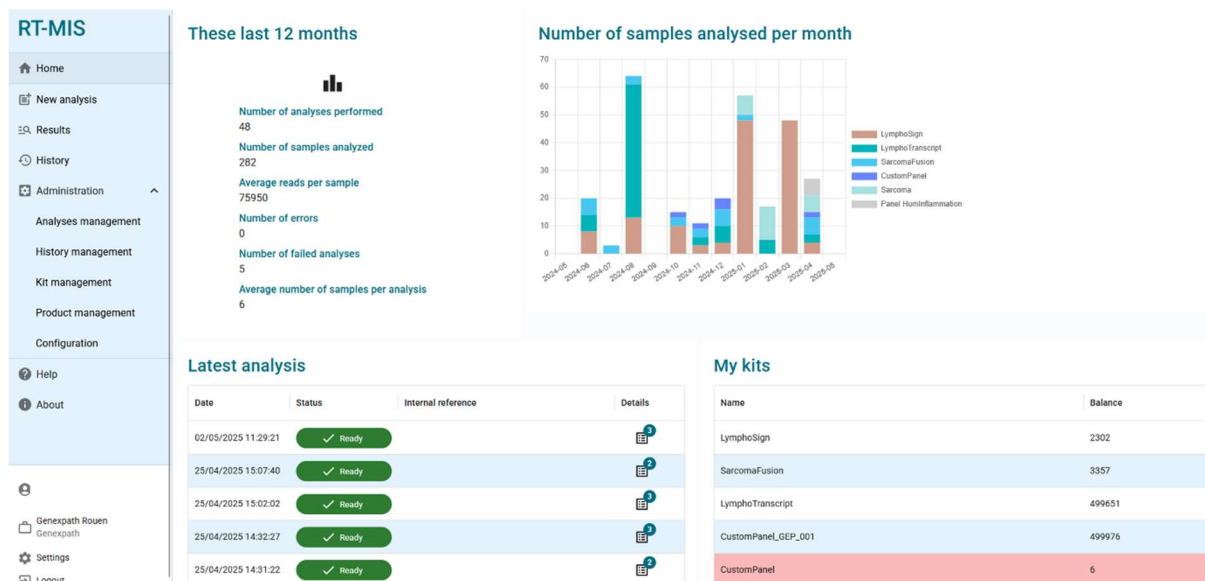 RT-MIS
Home
New analysis
Results
History
Administration
Analyses management
History management
Kit management
Product management
Configuration
Help
About
Genexpath Rouen
Genexpath
Settings
Logout
These last 12 months
Number of analyses performed
48
Number of samples analyzed
282
Average reads per sample
75950
Number of errors
0
Number of failed analyses
5
Average number of samples per analysis
6
Number of samples analysed per month
70
60
50
40
30
20
10
0
2024-05 2024-06 2024-07 2024-08 2024-09 2024-10 2024-11 2024-12 2025-01 2025-02 2025-03 2025-04 2025-05
LymphoSign
LymphoTranscript
SarcomaFusion
CustomPanel
Sarcoma
Panel HumInflammation
Latest analysis
Date Status Internal reference Details
02/05/2025 11:29:21 Ready 3
25/04/2025 15:07:40 Ready 2
25/04/2025 15:02:02 Ready 3
25/04/2025 14:32:27 Ready 3
25/04/2025 14:31:22 Ready 2
My kits
Name Balance
LymphoSign 2302
SarcomaFusion 3357
LymphoTranscript 499651
CustomPanel_GEP_001 499976
CustomPanel 6